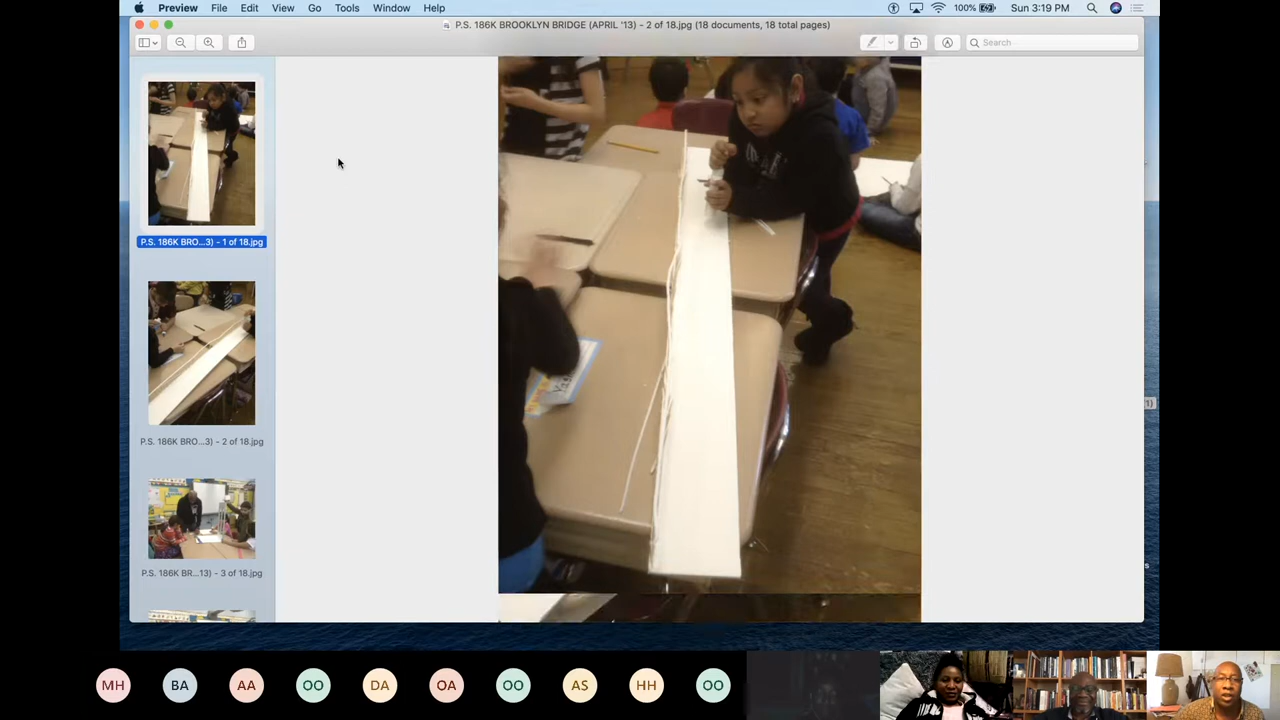 Preview File Edit View Go Tools Window Help 100% Sun 3:19 PM
P.S. 186K BROOKLYN BRIDGE (APRIL '13) - 2 of 18.jpg (18 documents, 18 total pages)
Search
P.S. 186K BRO...3) - 1 of 18.jpg
P.S. 186K BRO...3) - 2 of 18.jpg
P.S. 186K BR...13) - 3 of 18.jpg
1)
s
MH BA AA OO DA OA OO AS HH OO